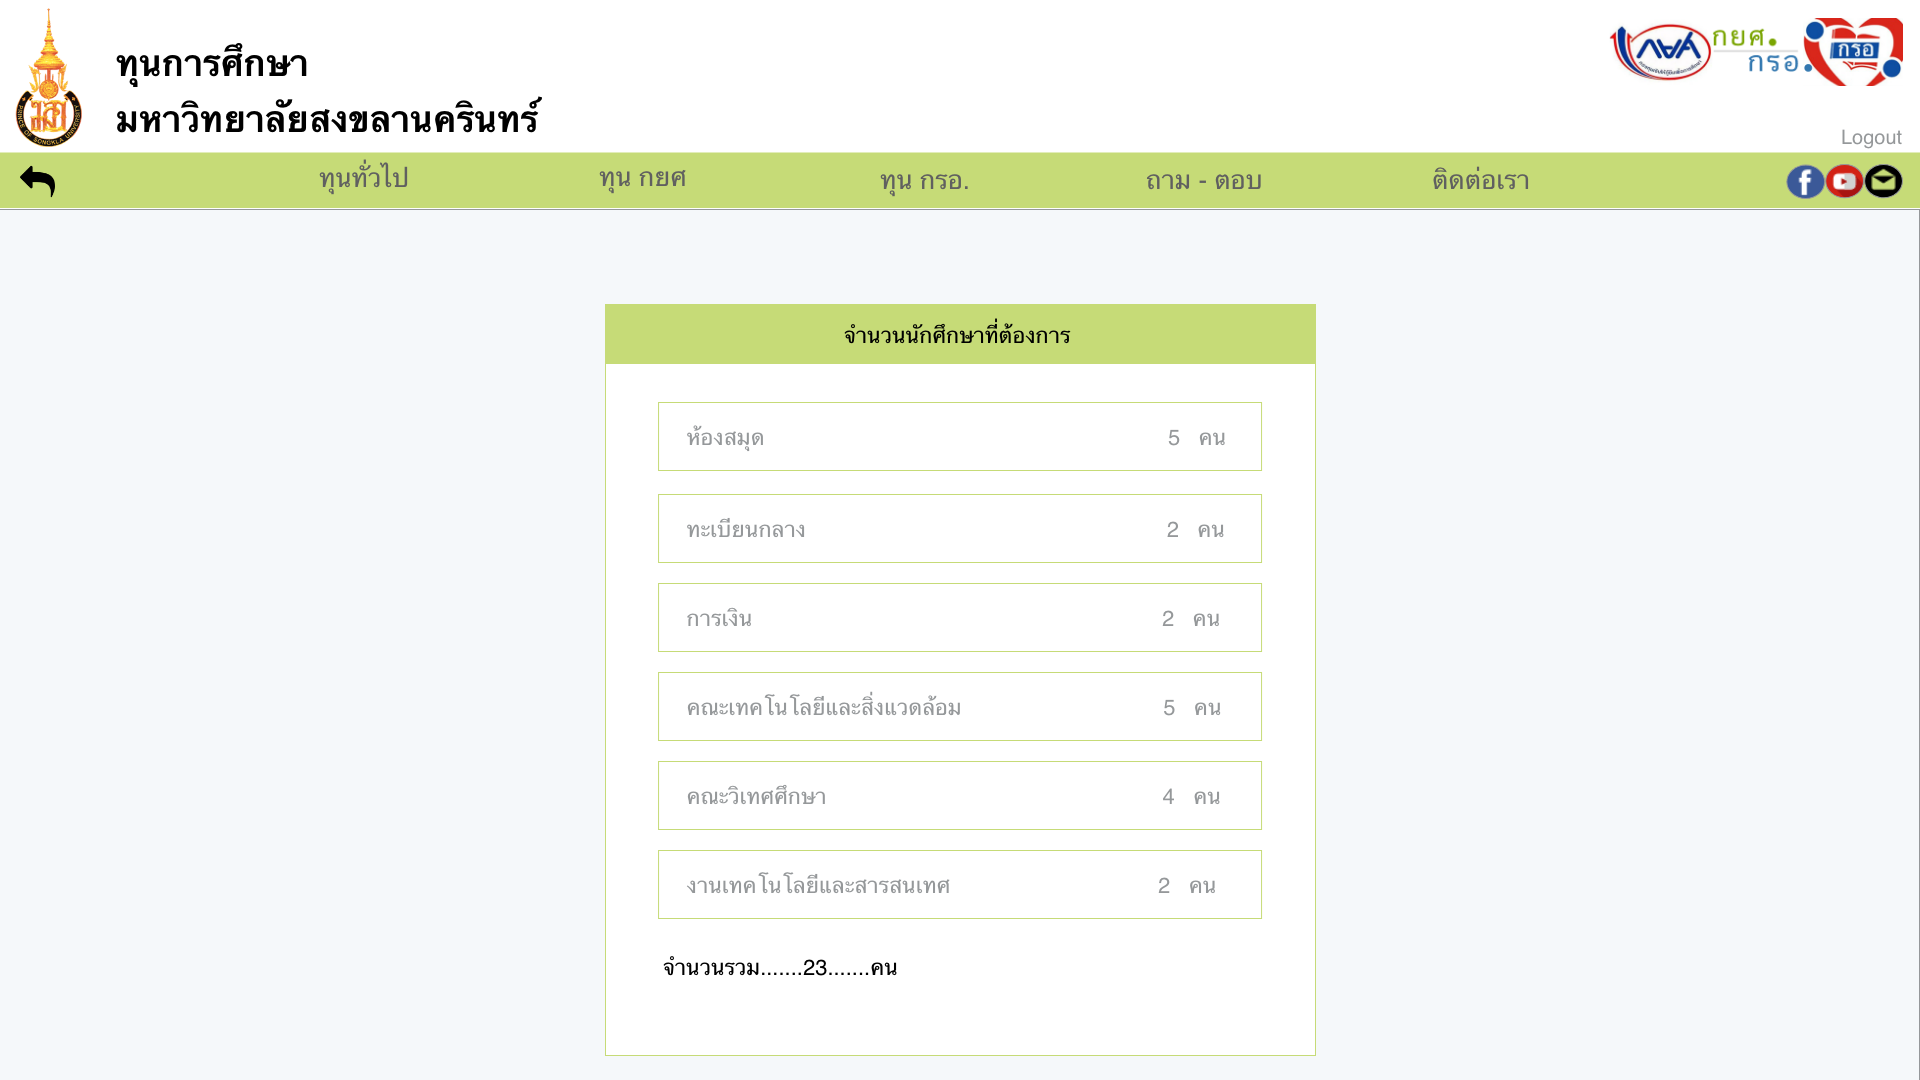 ทุนการศึกษา
มหาวิทยาลัยสงขลานครินทร์
กยศ.
กรอ.
กรอ
Logout
ทุนทั่วไป ทุน กยศ ทุน กรอ. ถาม - ตอบ ติดต่อเรา
จำนวนนักศึกษาที่ต้องการ
ห้องสมุด 5 คน
ทะเบียนกลาง 2 คน
การเงิน 2 คน
คณะเทคโนโลยีและสิ่งแวดล้อม 5 คน
คณะวิเทศศึกษา 4 คน
งานเทคโนโลยีและสารสนเทศ 2 คน
จำนวนรวม.......23.......คน